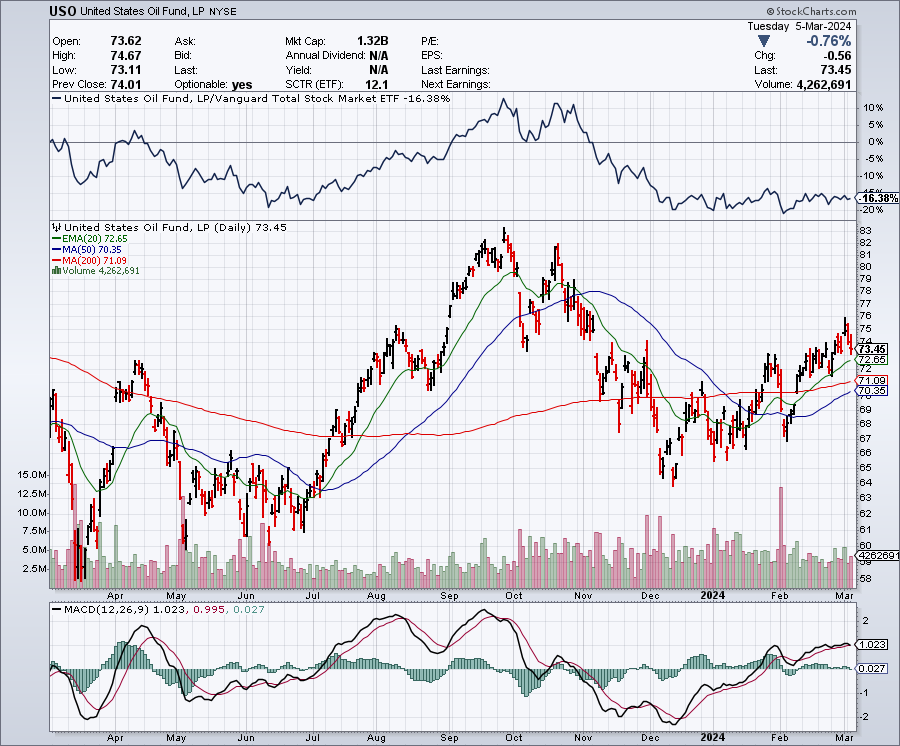 USO United States Oil Fund, LP NYSE
© StockCharts.com
Tuesday 5-Mar-2024
Open: 73.62 Ask: Mkt Cap: 1.32B P/E: -0.76%
High: 74.67 Bid: Annual Dividend: N/A EPS: Chg: -0.56
Low: 73.11 Last: Yield: N/A Last Earnings: Last: 73.45
Prev Close: 74.01 Optionable: yes SCTR (ETF): 12.1 Next Earnings: Volume: 4,262,691
United States Oil Fund, LP/Vanguard Total Stock Market ETF -16.38%
10%
5%
0%
-5%
-10%
-16.38%
-20%
United States Oil Fund, LP (Daily) 73.45
EMA(20) 72.65
MA(50) 70.35
MA(200) 71.09
Volume 4,262,691
83
82
81
80
79
78
77
76
75
74
73.45
72.65
72
71.09
70.35
69
68
67
66
65
64
63
62
61
60
4262691
59
58
15.0M
12.5M
10.0M
7.5M
5.0M
2.5M
Apr May Jun Jul Aug Sep Oct Nov Dec 2024 Feb Mar
MACD(12,26,9) 1.023, 0.995, 0.027
2
1.023
0.027
-1
-2
Apr May Jun Jul Aug Sep Oct Nov Dec 2024 Feb Mar